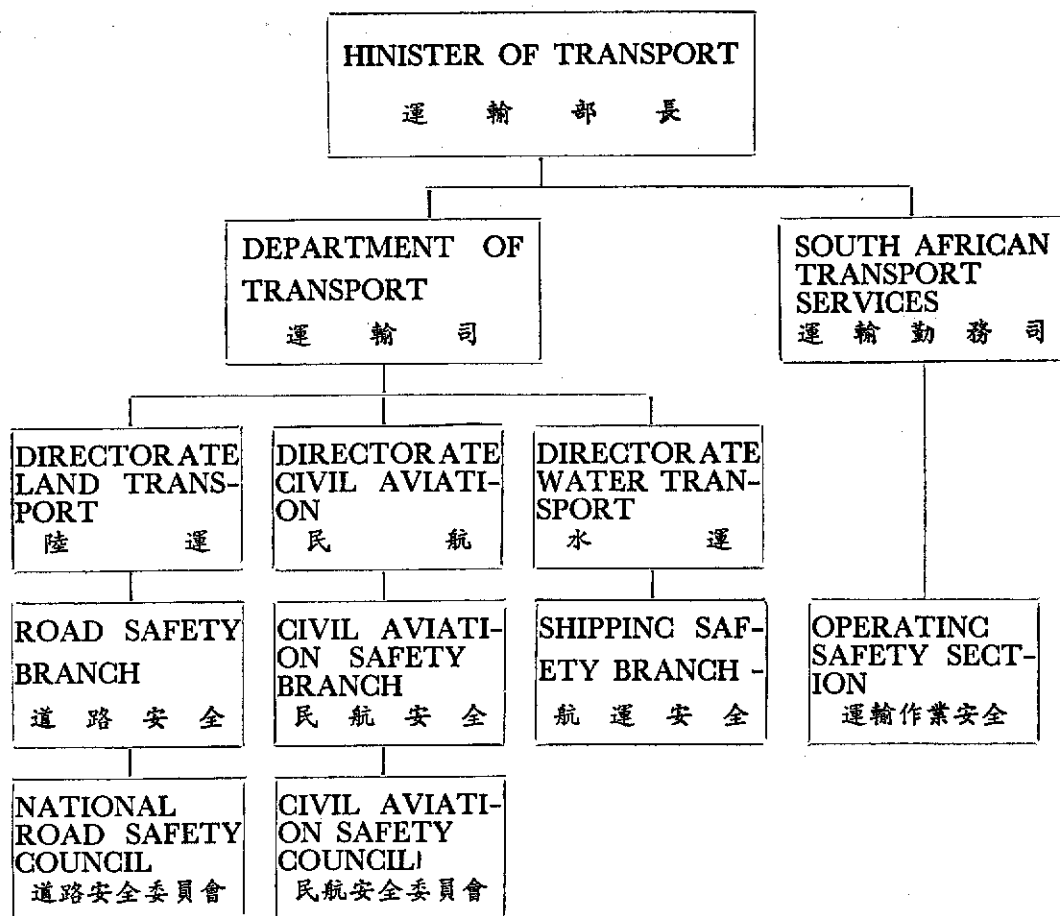 HINISTER OF TRANSPORT
運輸部長
DEPARTMENT OF
TRANSPORT
運輸司
SOUTH AFRICAN
TRANSPORT
SERVICES
運輸勤務司
DIRECTORATE
LAND TRANS-
PORT
陸運
DIRECTORATE
CIVIL AVIATI-
ON
民航
DIRECTORATE
WATER TRAN-
SPORT
水運
ROAD SAFETY
BRANCH
道路安全
CIVIL AVIATI-
ON SAFETY
BRANCH
民航安全
SHIPPINC SAF-
ETY BRANCH -
航運安全
OPERATINC
SAFETY SECT-
ION
運輸作業安全
NATIONAL
ROAD SAFETY
COUNCIL
道路安全委員會
CIVIL AVIATI-
ON SAFETY
COUNCIL)
民航安全委員會